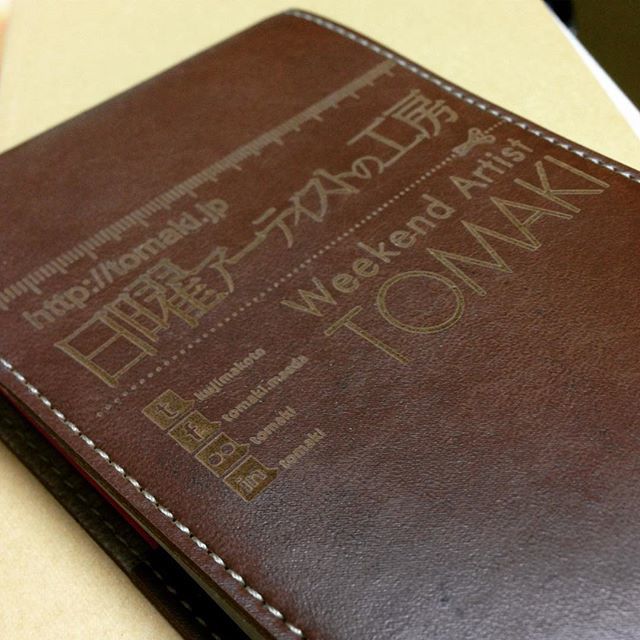 http://tomaki.jp
日曜アーティストの工房
Weekend Artist
TOMAKI
t
f
tomaki
in tomaki